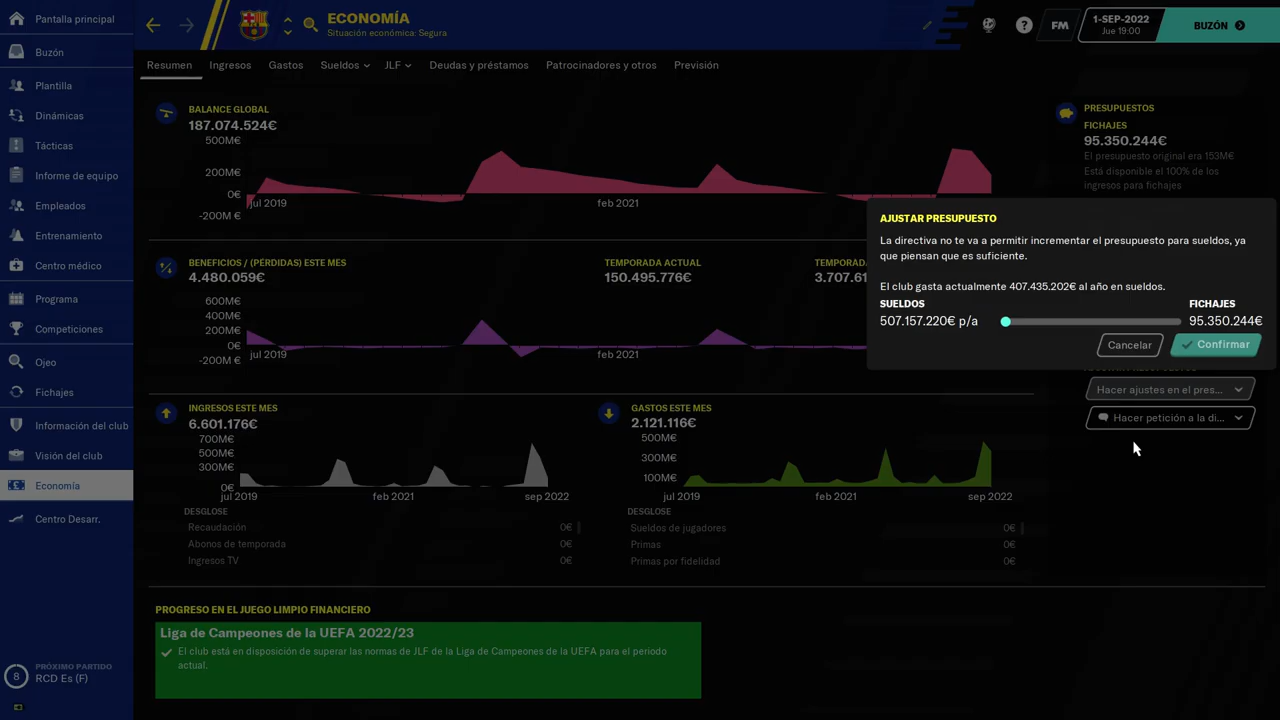 Pantalla principal
Buzón
Plantilla
Dinámicas
Tácticas
Informe de equipo
Empleados
Entrenamiento
Centro médico
Programa
Competiciones
Ojeo
Fichajes
Información del club
Visión del club
Economía
Centro Desarr.
8
PRÓXIMO PARTIDO
RCD Es (F)
ECONOMÍA
Situación económica: Segura
?
FM
1-SEP-2022
Jue 19:00
BUZÓN
Resumen Ingresos Gastos Sueldos JLF Deudas y préstamos Patrocinadores y otros Previsión
BALANCE GLOBAL
187.074.524€
500M€
200M€
0€
-200M €
jul 2019 feb 2021
PRESUPUESTOS
FICHAJES
95.350.244€
El presupuesto original era 153M€
Está disponible el 100% de los
ingresos para fichajes
AJUSTAR PRESUPUESTO
La directiva no te va a permitir incrementar el presupuesto para sueldos, ya
que piensan que es suficiente.
El club gasta actualmente 407.435.202€ al año en sueldos.
SUELDOS FICHAJES
507.157.220€ p/a 95.350.244€
Cancelar Confirmar
Hacer ajustes en el pres...
Hacer petición a la di...
BENEFICIOS / (PÉRDIDAS) ESTE MES
4.480.059€
TEMPORADA ACTUAL
150.495.776€
TEMPORA
3.707.61
600M€
400M€
200M€
0€
-200M €
jul 2019 feb 2021
INGRESOS ESTE MES
6.601.176€
700M€
500M€
300M€
0€
jul 2019 feb 2021 sep 2022
DESGLOSE
Recaudación 0€
Abonos de temporada 0€
Ingresos TV 0€
GASTOS ESTE MES
2.121.116€
500M€
300M€
100M€
jul 2019 feb 2021 sep 2022
DESGLOSE
Sueldos de jugadores 0€
Primas 0€
Primas por fidelidad 0€
PROGRESO EN EL JUEGO LIMPIO FINANCIERO
Liga de Campeones de la UEFA 2022/23
El club está en disposición de superar las normas de JLF de la Liga de Campeones de la UEFA para el periodo
actual.